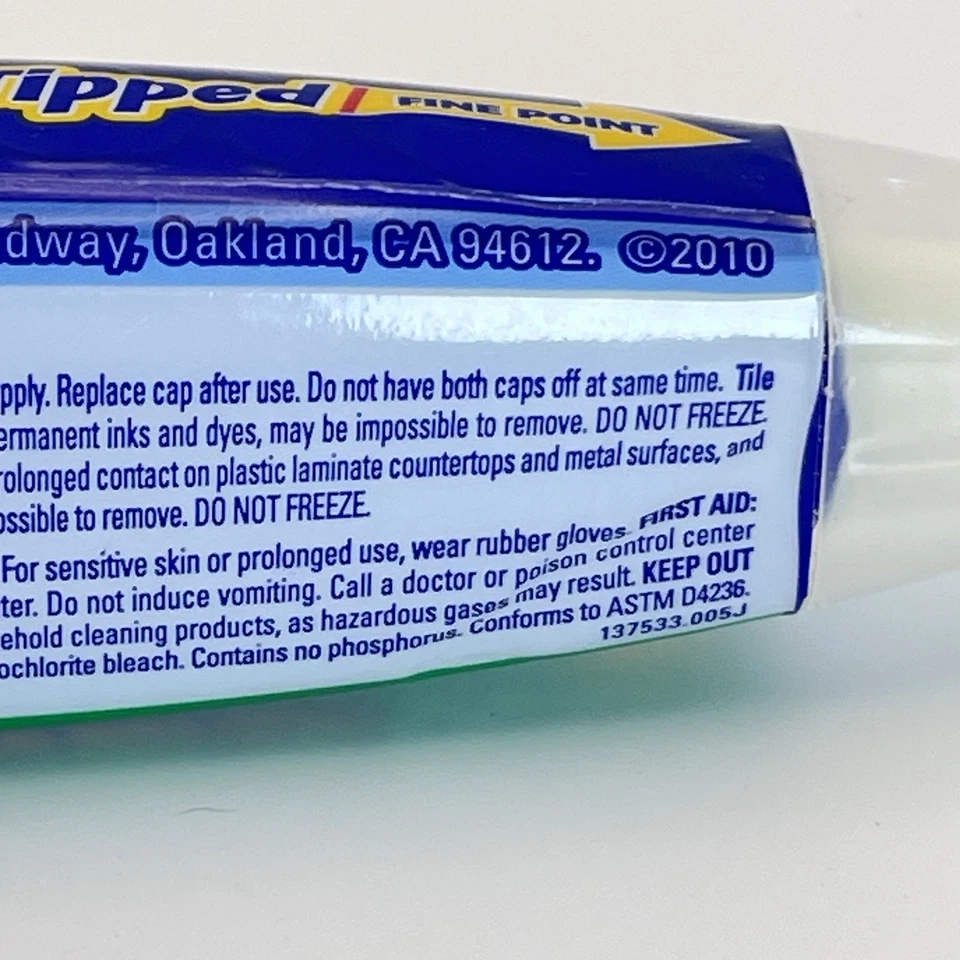 Tipped FINE POINT
dway, Oakland, CA 94612. ©2010
pply. Replace cap after use. Do not have both caps off at same time. Tile
ermanent inks and dyes, may be impossible to remove. DO NOT FREEZE.
rolonged contact on plastic laminate countertops and metal surfaces, and
ossible to remove. DO NOT FREEZE.
For sensitive skin or prolonged use, wear rubber gloves. FIRST AID:
ter. Do not induce vomiting. Call a doctor or poison control center
ehold cleaning products, as hazardous gases may result. KEEP OUT
ochlorite bleach. Contains no phosphorus. Conforms to ASTM D4236.
137533.005J